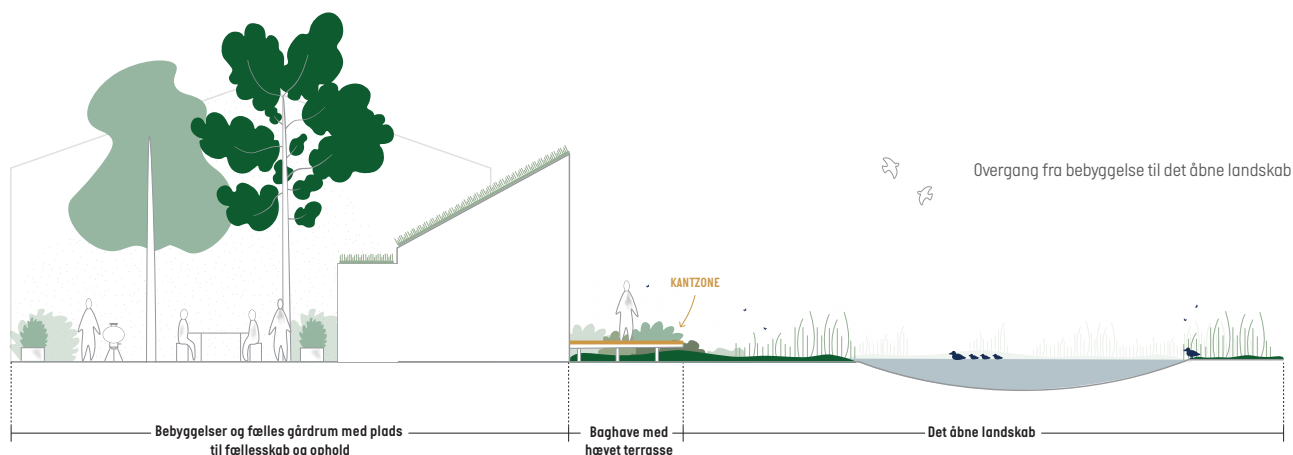 Overgang fra bebyggelse til det åbne landskab
KANTZONE
Bebyggelser og fælles gårdrum med plads
til fællesskab og ophold
Baghave med
hævet terrasse
Det åbne landskab